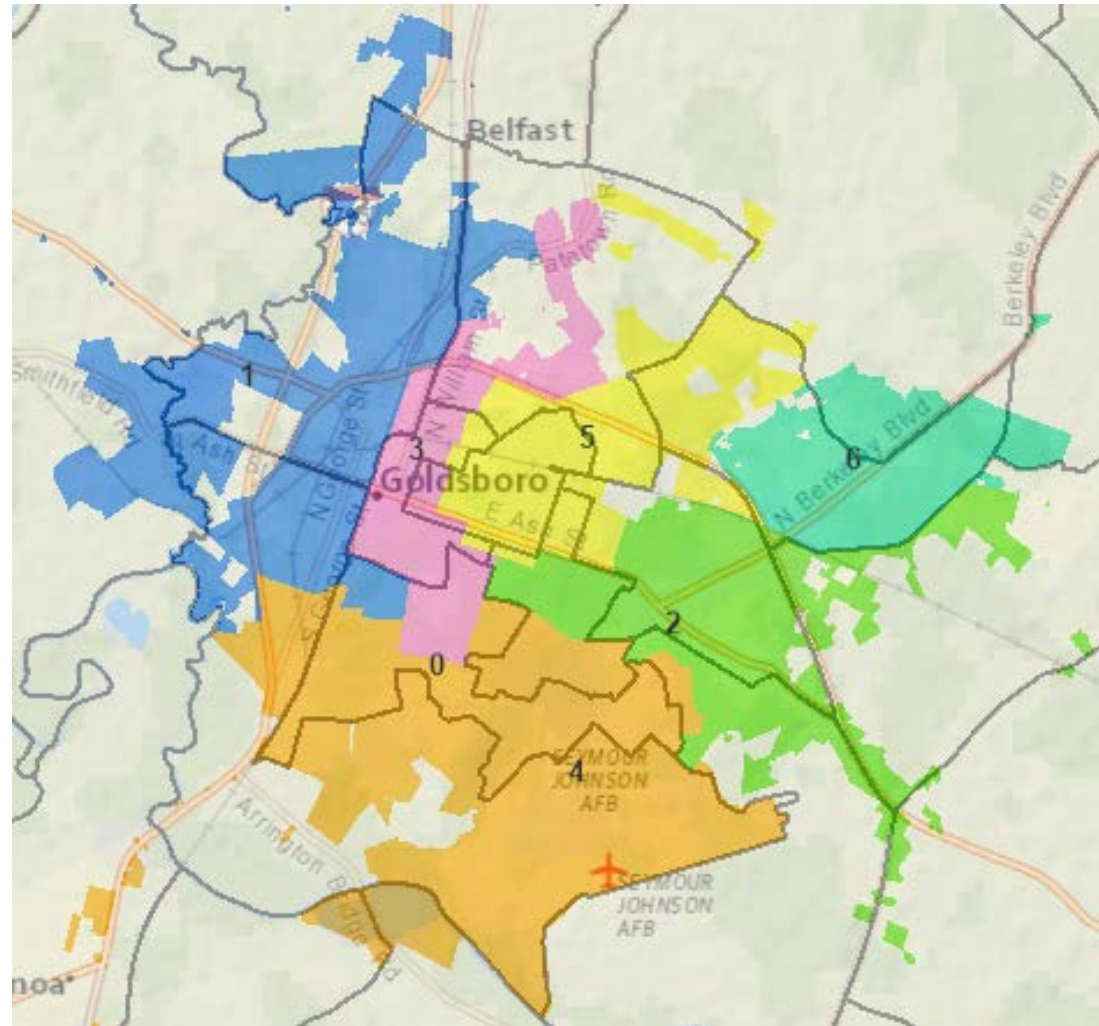 Belfast
Berkeley Blvd
Smithfield R
1
N William St
5
N Berkeley Blvd
6
Ash
N George St
3
Goldsboro
E Ash
2
0
SEYMOUR
JOHNSON
AFB
4
Arrington Bridge Rd
SEYMOUR
JOHNSON
AFB
noa